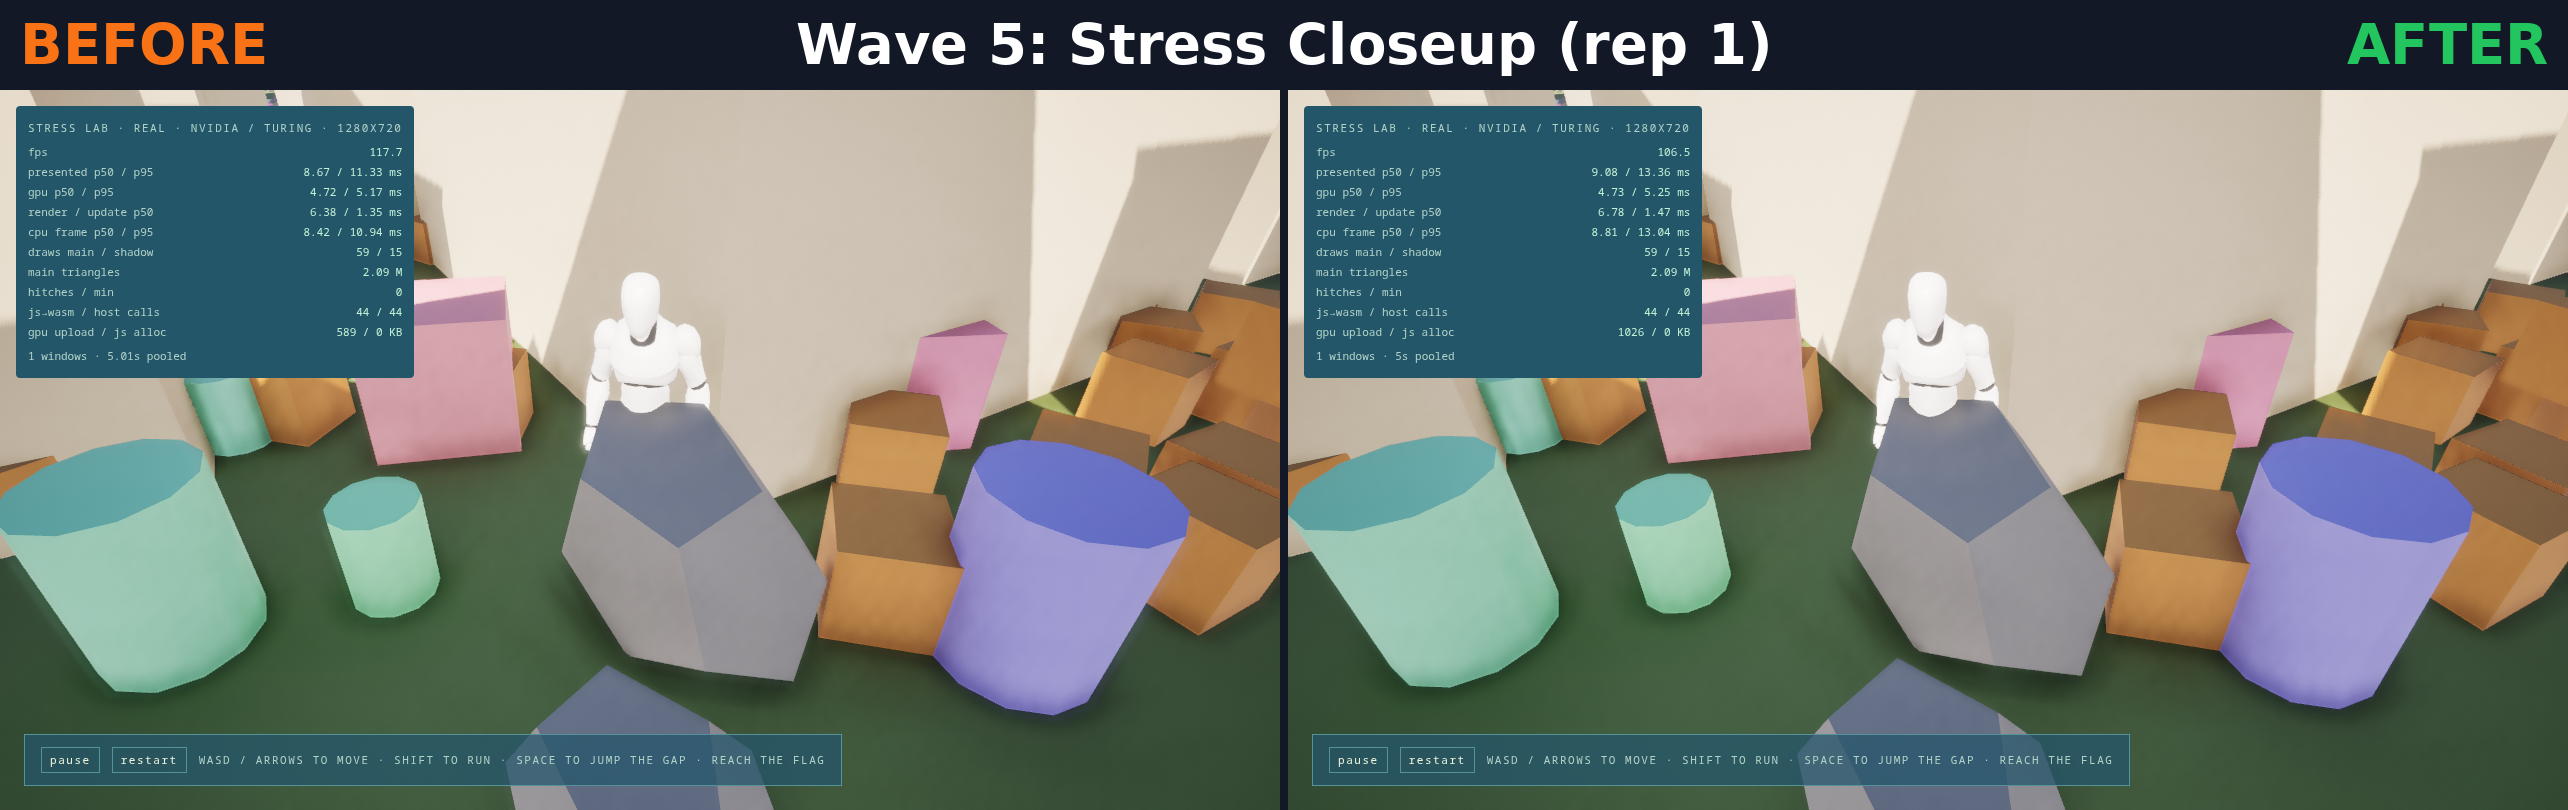 BEFORE
Wave 5: Stress Closeup (rep 1)
AFTER
STRESS LAB · REAL · NVIDIA / TURING · 1280X720
fps 117.7
presented p50 / p95 8.67 / 11.33 ms
gpu p50 / p95 4.72 / 5.17 ms
render / update p50 6.38 / 1.35 ms
cpu frame p50 / p95 8.42 / 10.94 ms
draws main / shadow 59 / 15
main triangles 2.09 M
hitches / min 0
js→wasm / host calls 44 / 44
gpu upload / js alloc 589 / 0 KB
1 windows · 5.01s pooled
pause restart WASD / ARROWS TO MOVE · SHIFT TO RUN · SPACE TO JUMP THE GAP · REACH THE FLAG
STRESS LAB · REAL · NVIDIA / TURING · 1280X720
fps 106.5
presented p50 / p95 9.08 / 13.36 ms
gpu p50 / p95 4.73 / 5.25 ms
render / update p50 6.78 / 1.47 ms
cpu frame p50 / p95 8.81 / 13.04 ms
draws main / shadow 59 / 15
main triangles 2.09 M
hitches / min 0
js→wasm / host calls 44 / 44
gpu upload / js alloc 1026 / 0 KB
1 windows · 5s pooled
pause restart WASD / ARROWS TO MOVE · SHIFT TO RUN · SPACE TO JUMP THE GAP · REACH THE FLAG